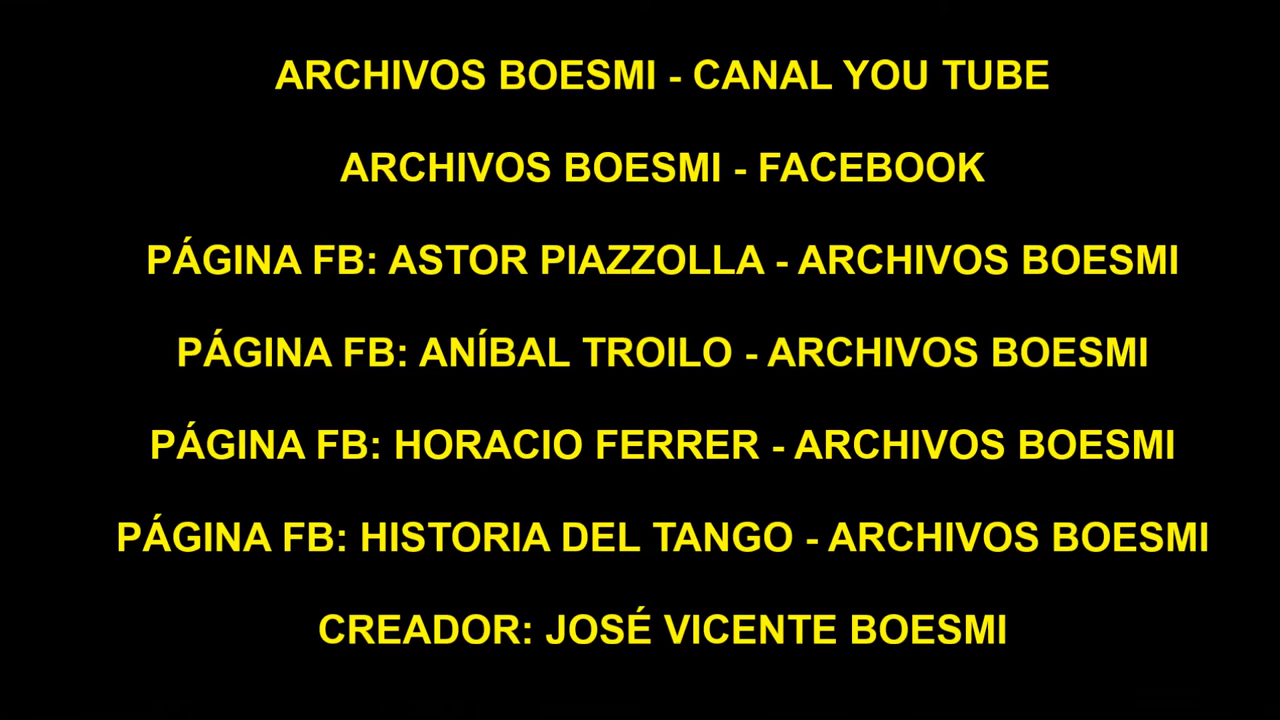 ARCHIVOS BOESMI - CANAL YOU TUBE
ARCHIVOS BOESMI - FACEBOOK
PÁGINA FB: ASTOR PIAZZOLLA - ARCHIVOS BOESMI
PÁGINA FB: ANÍBAL TROILO - ARCHIVOS BOESMI
PÁGINA FB: HORACIO FERRER - ARCHIVOS BOESMI
PÁGINA FB: HISTORIA DEL TANGO - ARCHIVOS BOESMI
CREADOR: JOSÉ VICENTE BOESMI